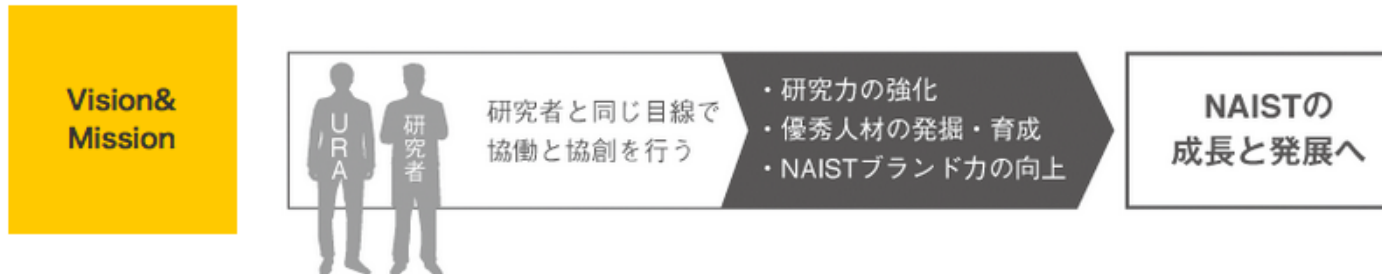 Vision&
Mission
URA
研究者
研究者と同じ目線で
協働と協創を行う
・研究力の強化
・優秀人材の発掘・育成
・NAISTブランド力の向上
NAISTの
成長と発展へ